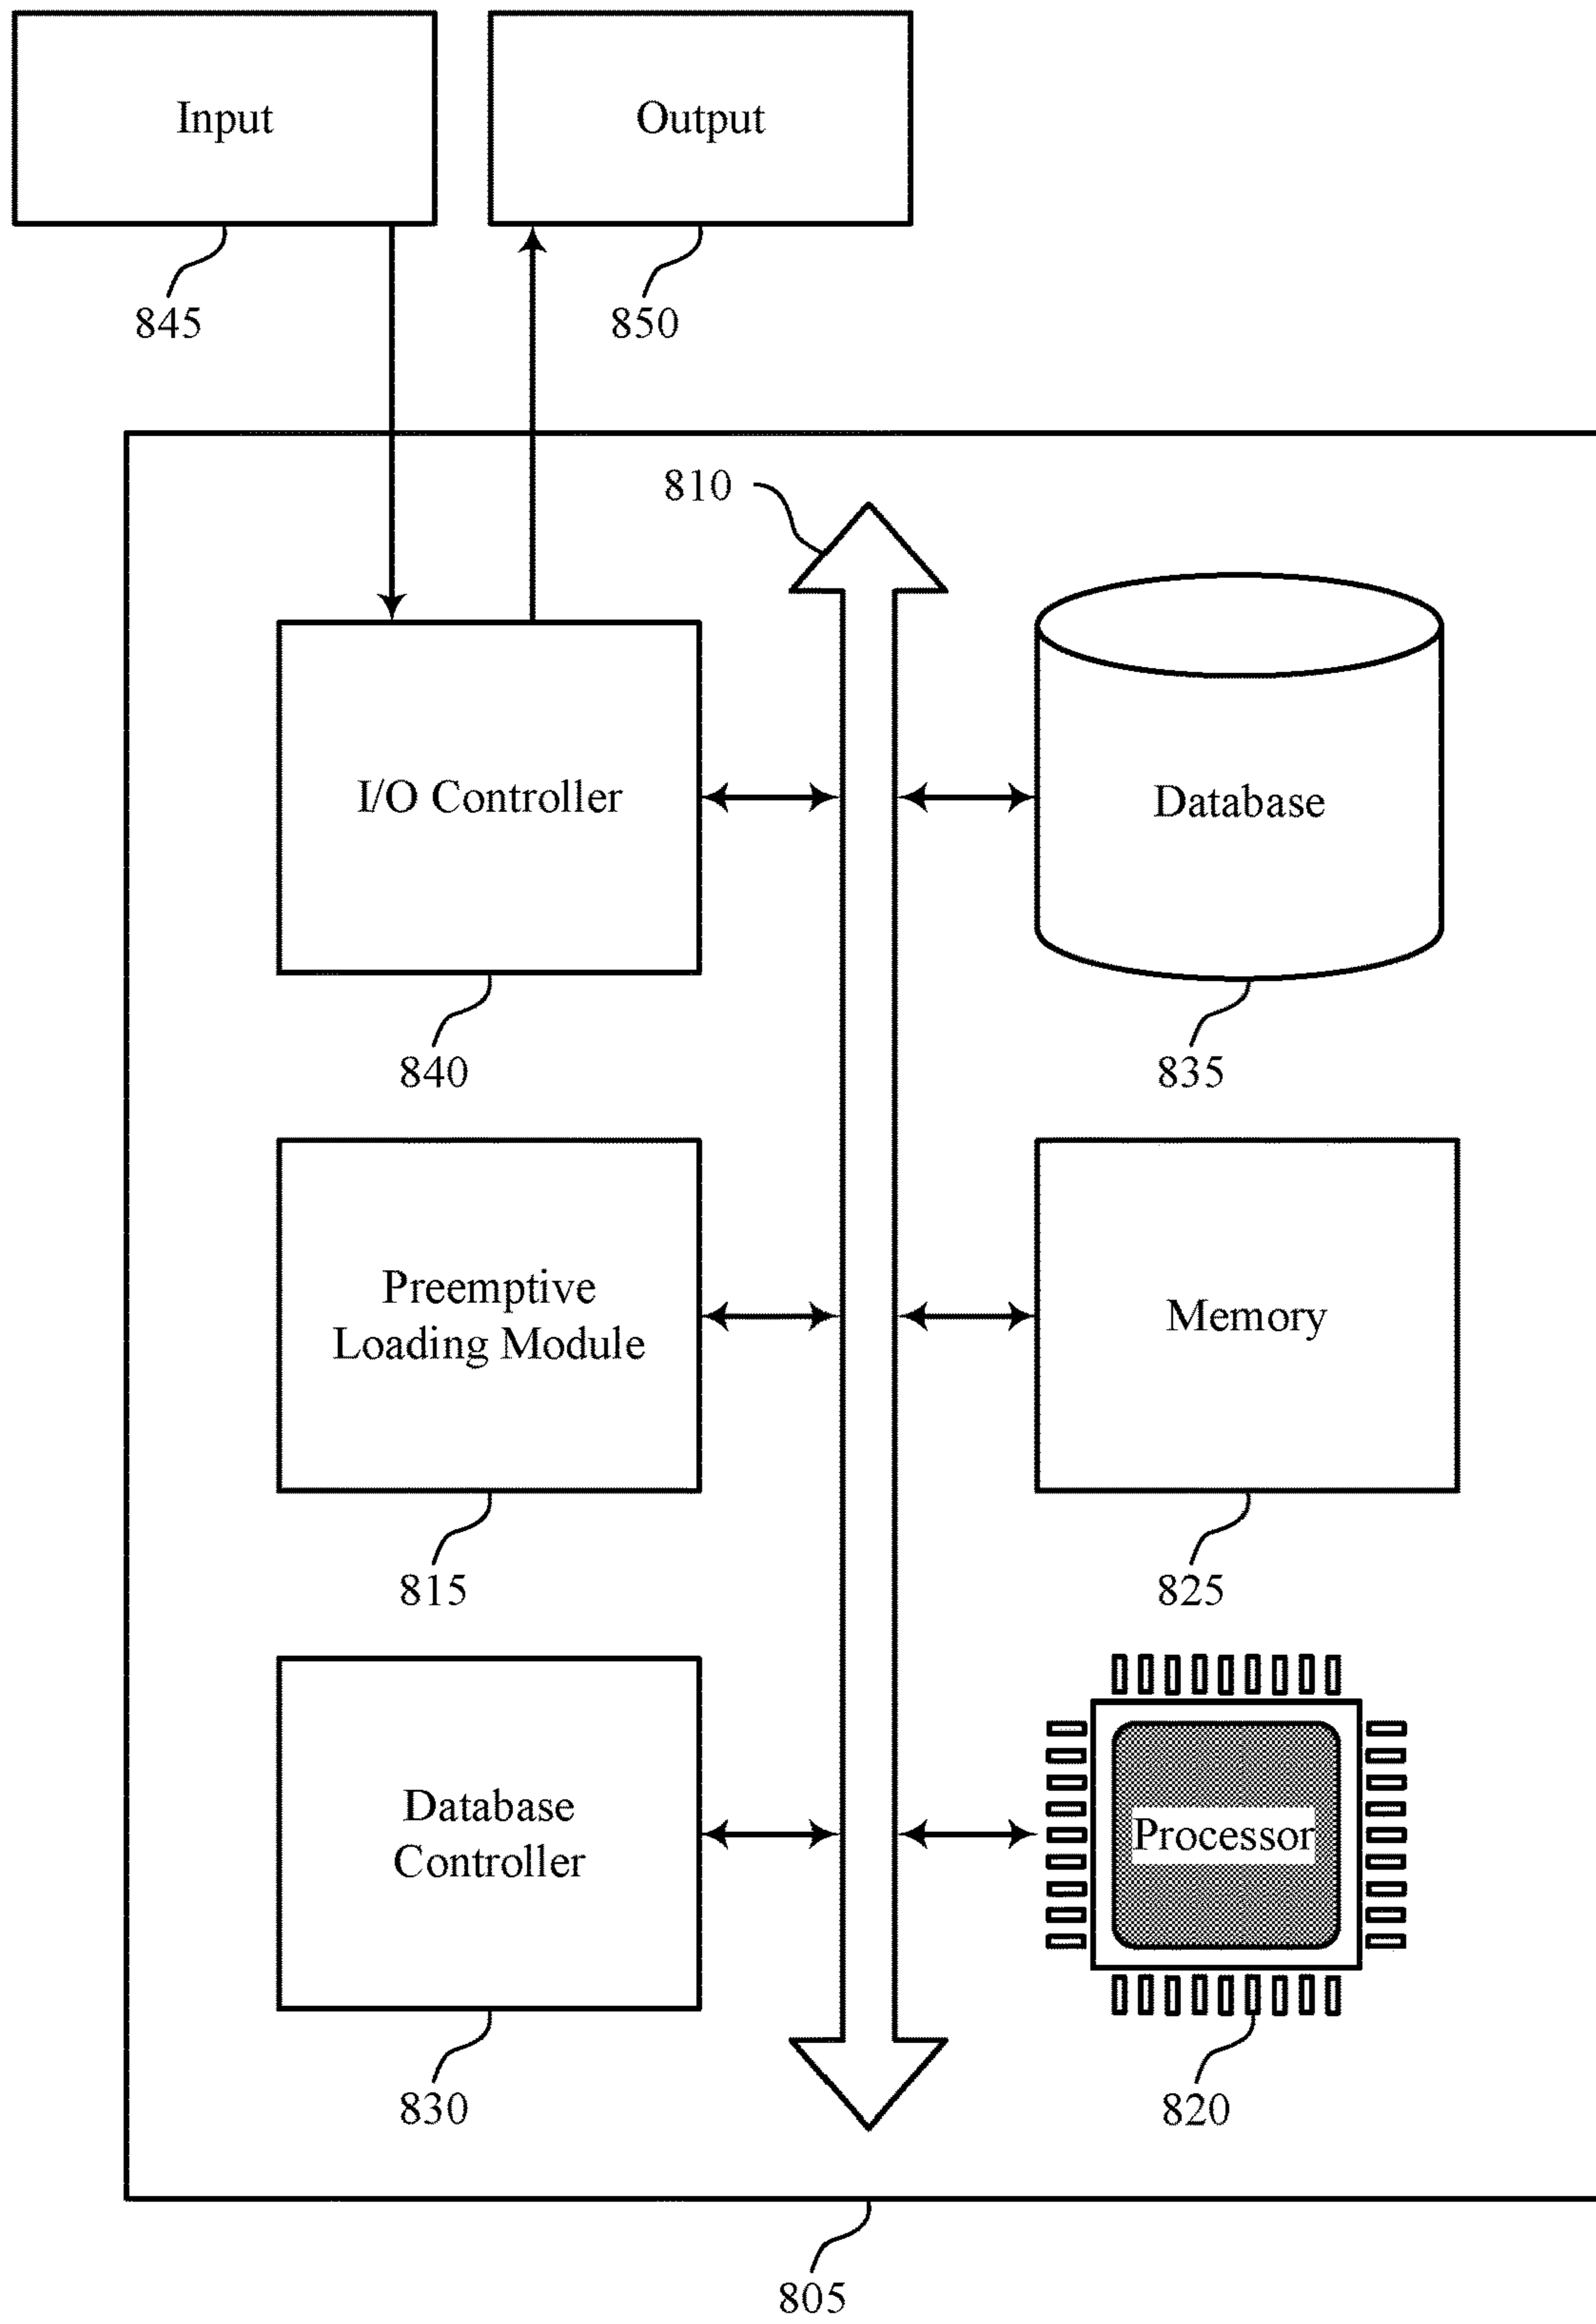 Input
Output
845
850
810
I/O Controller
Database
840
835
Preemptive
Loading Module
Memory
815
825
Database
Controller
Processor
830
820
805